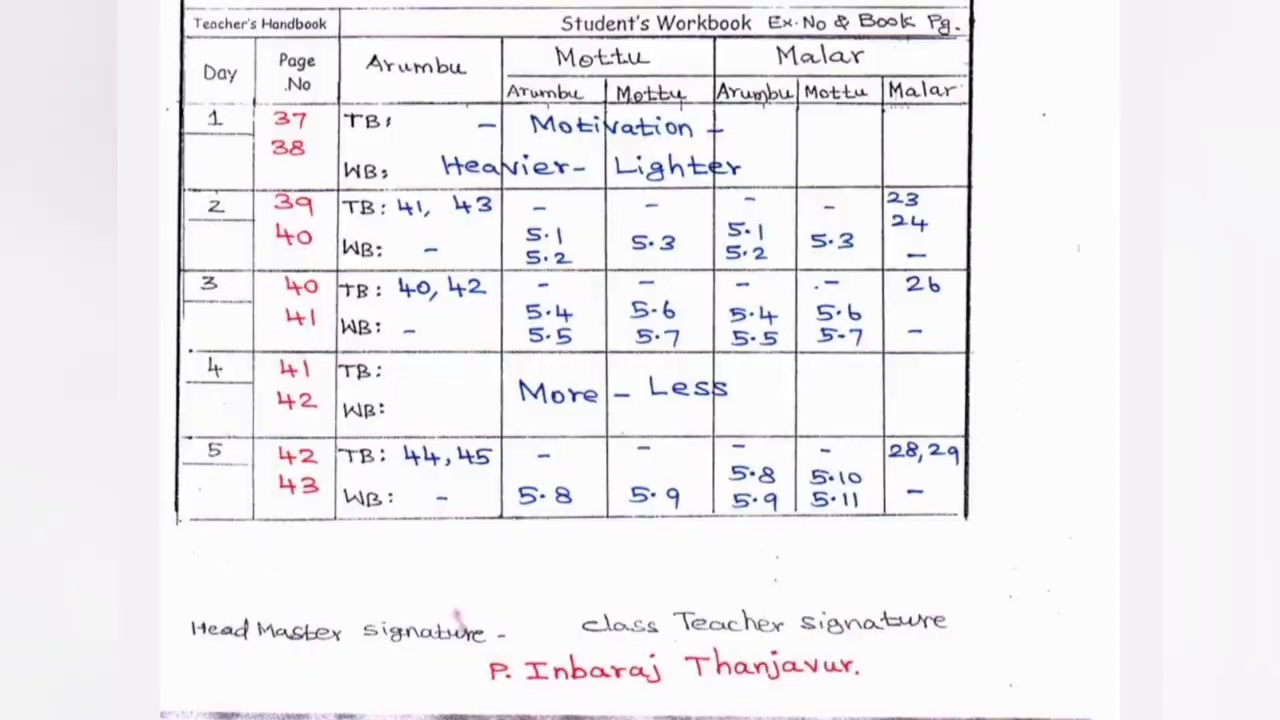 Teacher's Handbook Student's Workbook Ex.No & Book Pg.
Day Page .No Arumbu Mottu Malar
Arumbu Mottu Arumbu Mottu Malar
1 37 TB: - Motivation -
38
WB: Heavier- Lighter
2 39 TB: 41, 43 - - - - 23
40 24
WB: - 5.1 5.3 5.1 5.3 -
5.2 5.2
3 40 TB: 40, 42 - - - - 26
41 WB: - 5.4 5.6 5.4 5.6 -
5.5 5.7 5.5 5.7
4 41 TB:
More - Less
42 WB:
5 42 TB: 44, 45 - - - - 28, 29
43 5.8 5.10
WB: - 5.8 5.9 5.9 5.11 -
Head Master signature - class Teacher signature
P. Inbaraj Thanjavur.